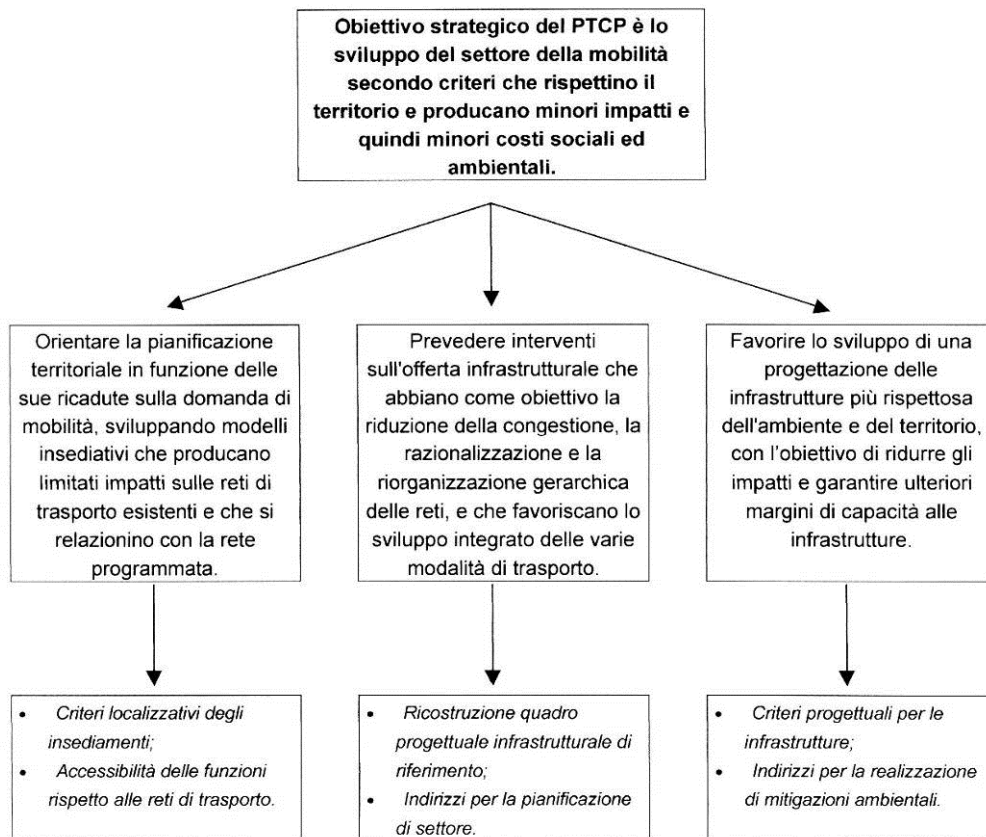 Obiettivo strategico del PTCP è lo
sviluppo del settore della mobilità
secondo criteri che rispettino il
territorio e producano minori impatti e
quindi minori costi sociali ed
ambientali.
Orientare la pianificazione
territoriale in funzione delle
sue ricadute sulla domanda di
mobilità, sviluppando modelli
insediativi che producano
limitati impatti sulle reti di
trasporto esistenti e che si
relazionino con la rete
programmata.
Prevedere interventi
sull'offerta infrastrutturale che
abbiano come obiettivo la
riduzione della congestione, la
razionalizzazione e la
riorganizzazione gerarchica
delle reti, e che favoriscano lo
sviluppo integrato delle varie
modalità di trasporto.
Favorire lo sviluppo di una
progettazione delle
infrastrutture più rispettosa
dell'ambiente e del territorio,
con l'obiettivo di ridurre gli
impatti e garantire ulteriori
margini di capacità alle
infrastrutture.
• Criteri localizzativi degli
insediamenti;
• Accessibilità delle funzioni
rispetto alle reti di trasporto.
• Ricostruzione quadro
progettuale infrastrutturale di
riferimento;
• Indirizzi per la pianificazione
di settore.
• Criteri progettuali per le
infrastrutture;
• Indirizzi per la realizzazione
di mitigazioni ambientali.